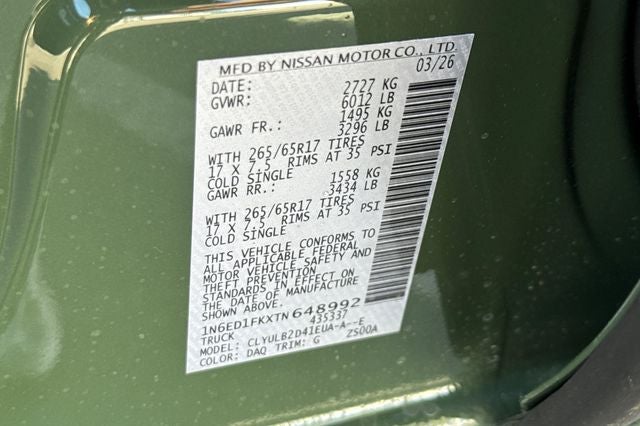 MFD BY NISSAN MOTOR CO., LTD.
DATE: 03/26
GVWR: 2727 KG
6012 LB
GAWR FR.: 1495 KG
3296 LB
WITH 265/65R17 TIRES
17 X 7.5 RIMS AT 35 PSI
COLD SINGLE
GAWR RR.: 1558 KG
3434 LB
WITH 265/65R17 TIRES
17 X 7.5 RIMS AT 35 PSI
COLD SINGLE
THIS VEHICLE CONFORMS TO
ALL APPLICABLE FEDERAL
MOTOR VEHICLE SAFETY AND
THEFT PREVENTION
STANDARDS IN EFFECT ON
THE DATE OF MANUFACTURE
SHOWN ABOVE.
1N6ED1FKXTN648992
TRUCK 435337
MODEL: CLYULB2D41EUA-A--E
COLOR: DAQ TRIM: G ZS00A